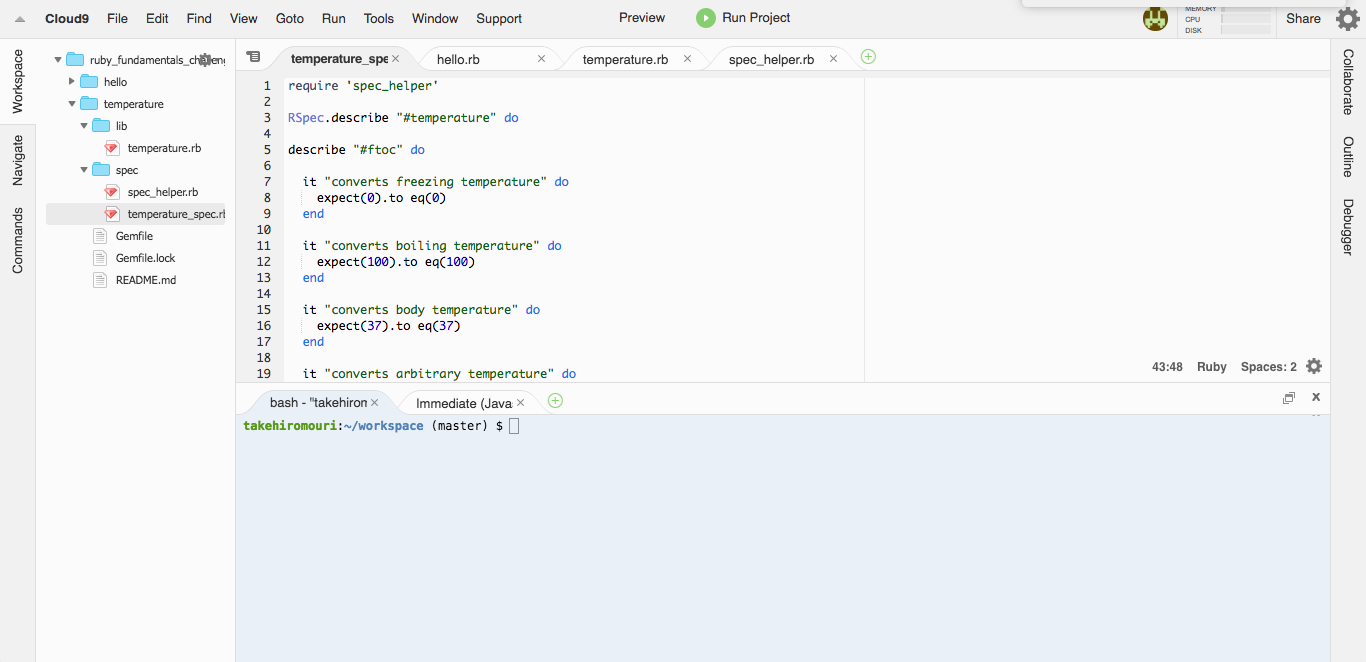 Cloud9 File Edit Find View Goto Run Tools Window Support Preview Run Project MEMORY CPU DISK Share
Workspace
Navigate
Commands
hello
temperature
lib
temperature.rb
spec
spec_helper.rb
temperature_spec.rb
Gemfile
Gemfile.lock
README.md
temperature_spe hello.rb temperature.rb spec_helper.rb
1 require 'spec_helper'
2
3 RSpec.describe "#temperature" do
4
5 describe "#ftoc" do
6
7 it "converts freezing temperature" do
8 expect(0).to eq(0)
9 end
10
11 it "converts boiling temperature" do
12 expect(100).to eq(100)
13 end
14
15 it "converts body temperature" do
16 expect(37).to eq(37)
17 end
18
19 it "converts arbitrary temperature" do
43:48 Ruby Spaces: 2
bash - "takehirom Immediate (Javas
takehiromouri:~/workspace (master) $
Collaborate
Outline
Debugger